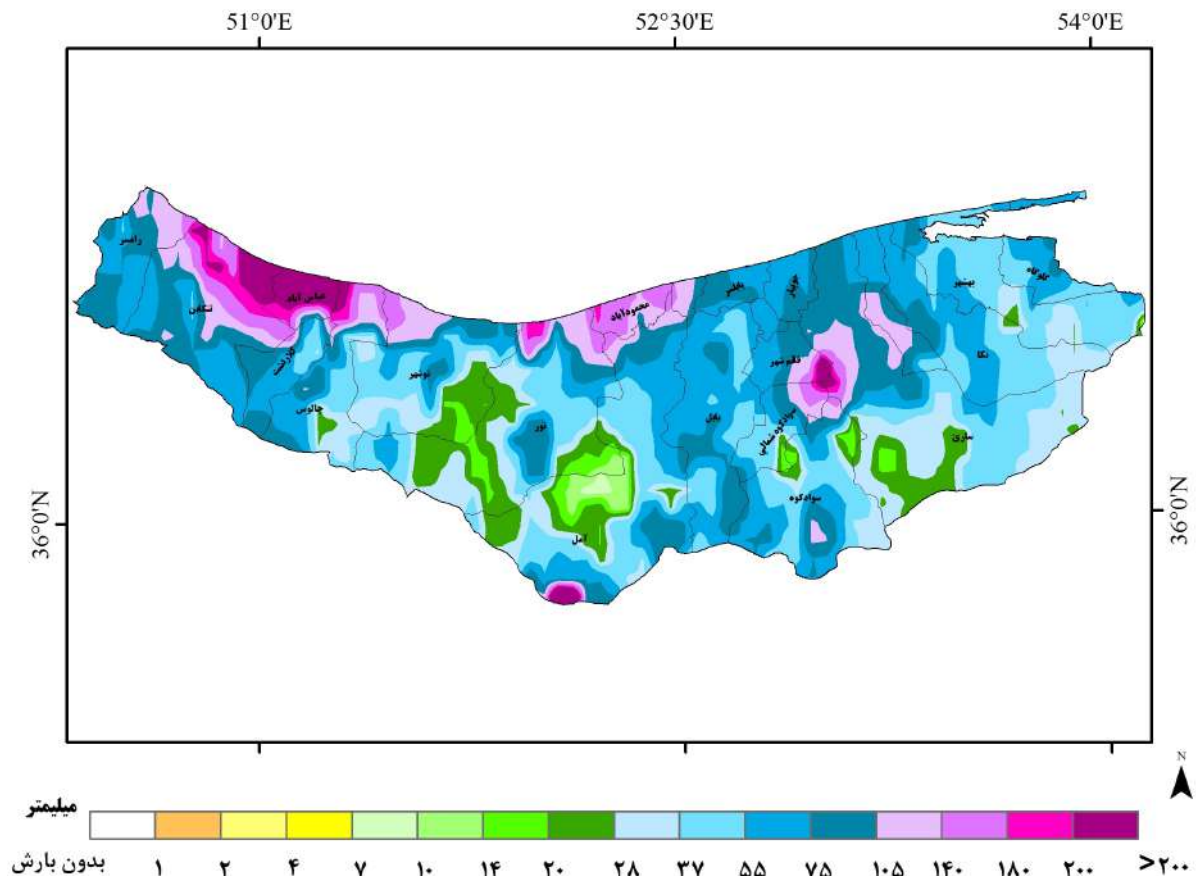 51°0'E 52°30'E 54°0'E
رامسر
تنکابن
عباس آباد
کلاردشت
چالوس
نوشهر
نور
محمودآباد
آمل
بابلسر
بابل
جویبار
قائم شهر
سوادکوه شمالی
سوادکوه
ساری
نکا
بهشهر
گلوگاه
36°0'N 36°0'N
N
میلیمتر
بدون بارش ۱ ۲ ۴ ۷ ۱۰ ۱۴ ۲۰ ۲۸ ۳۷ ۵۵ ۷۵ ۱۰۵ ۱۴۰ ۱۸۰ ۲۰۰ >۲۰۰